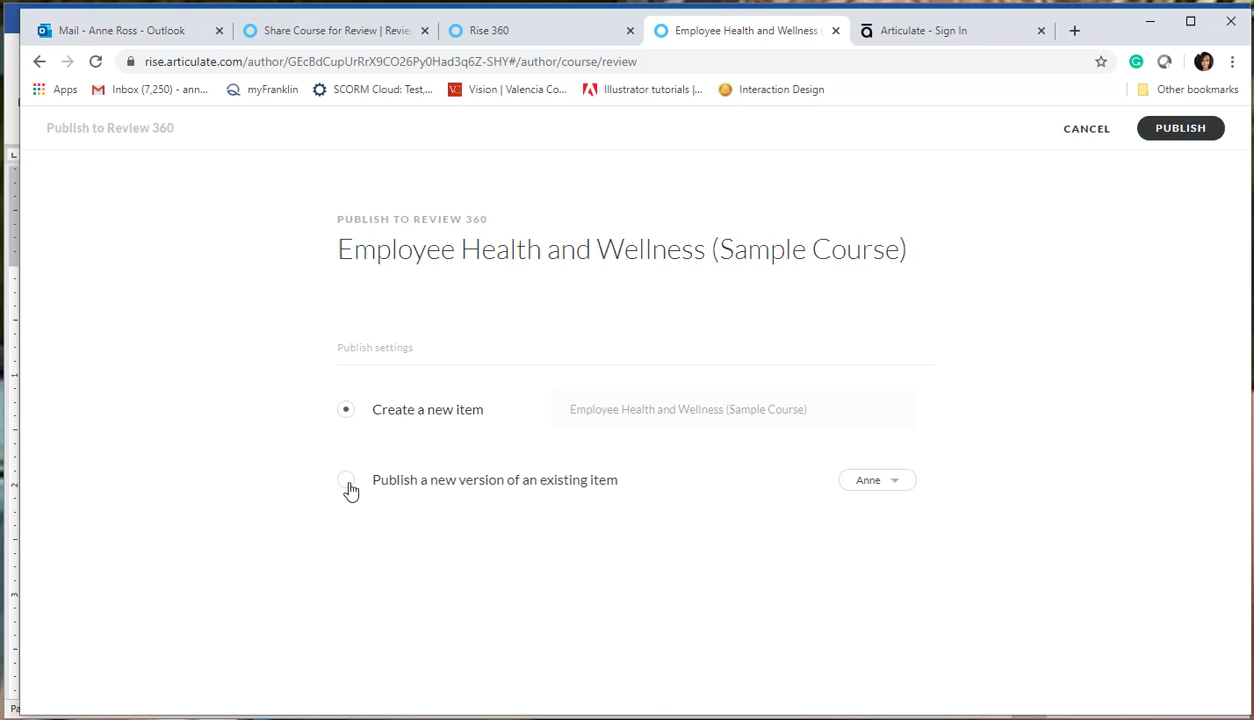 Mail - Anne Ross - Outlook
Share Course for Review | Revie
Rise 360
Employee Health and Wellness (
Articulate - Sign In
rise.articulate.com/author/GEcBdCupUrRrX9CO26Py0Had3q6Z-SHY#/author/course/review
Apps
Inbox (7,250) - ann...
myFranklin
SCORM Cloud: Test,...
Vision | Valencia Co...
Illustrator tutorials |...
Interaction Design
Other bookmarks
Publish to Review 360
CANCEL
PUBLISH
PUBLISH TO REVIEW 360
Employee Health and Wellness (Sample Course)
Publish settings
Create a new item
Employee Health and Wellness (Sample Course)
Publish a new version of an existing item
Anne
Pa